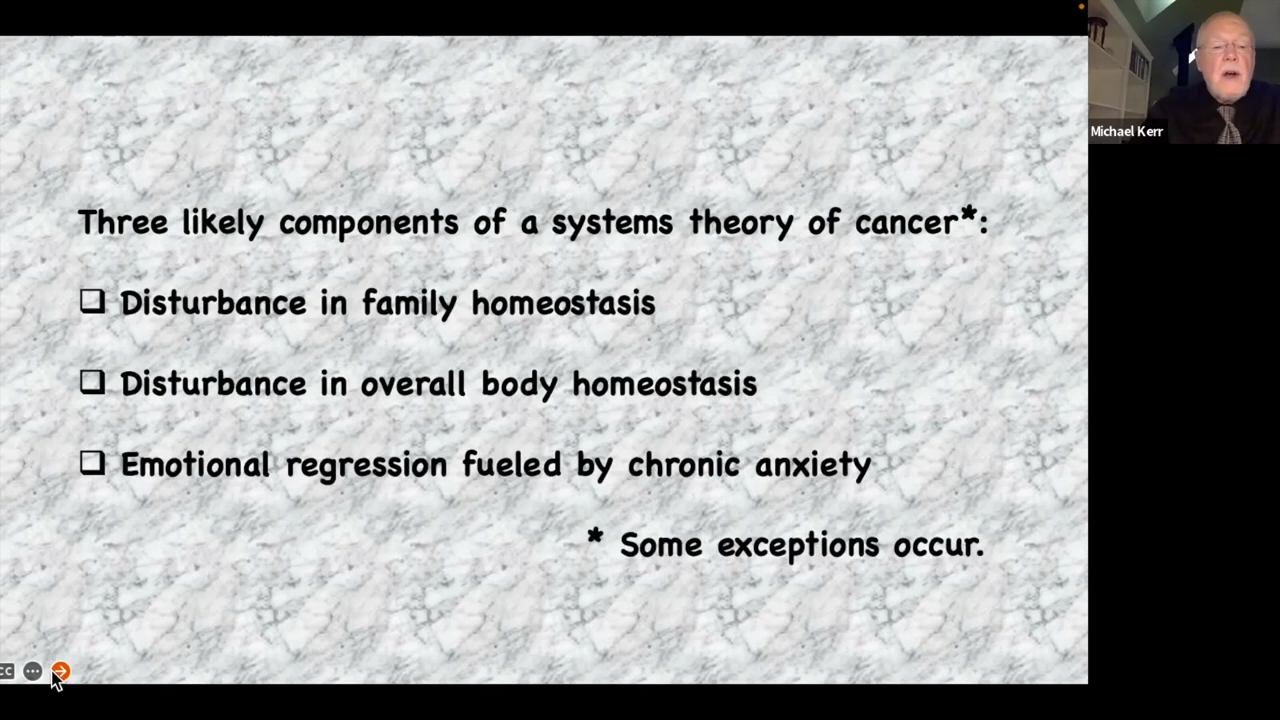 Three likely components of a systems theory of cancer*:
❑ Disturbance in family homeostasis
❑ Disturbance in overall body homeostasis
❑ Emotional regression fueled by chronic anxiety
* Some exceptions occur.
Michael Kerr
CC